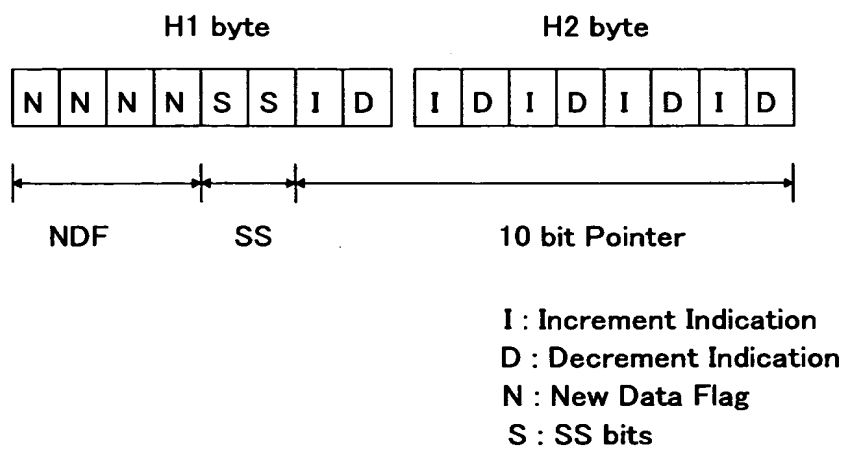 H1 byte H2 byte
N N N N S S I D I D I D I D I D
NDF SS 10 bit Pointer
I : Increment Indication
D : Decrement Indication
N : New Data Flag
S : SS bits